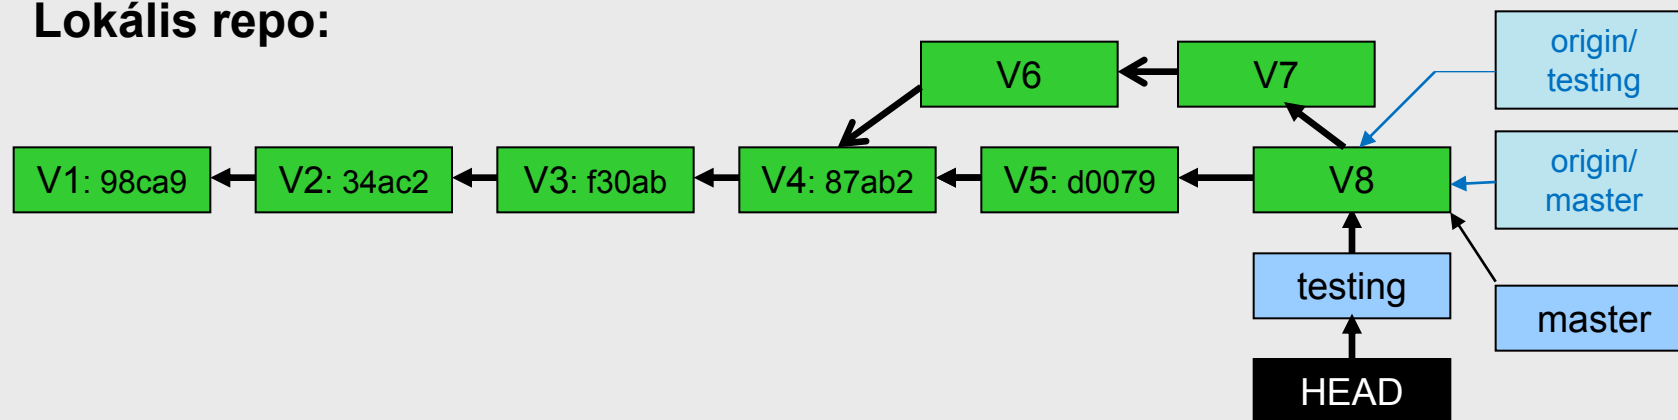 Lokális repo:
origin/
testing
V6
V7
V1: 98ca9
V2: 34ac2
V3: f30ab
V4: 87ab2
V5: d0079
V8
origin/
master
testing
master
HEAD